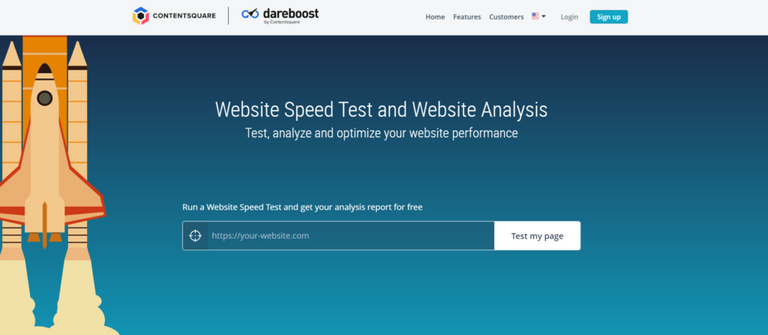 CONTENTSQUARE
dareboost
by Contentsquare
Home Features Customers Login Sign up
Website Speed Test and Website Analysis
Test, analyze and optimize your website performance
Run a Website Speed Test and get your analysis report for free
https://your-website.com Test my page